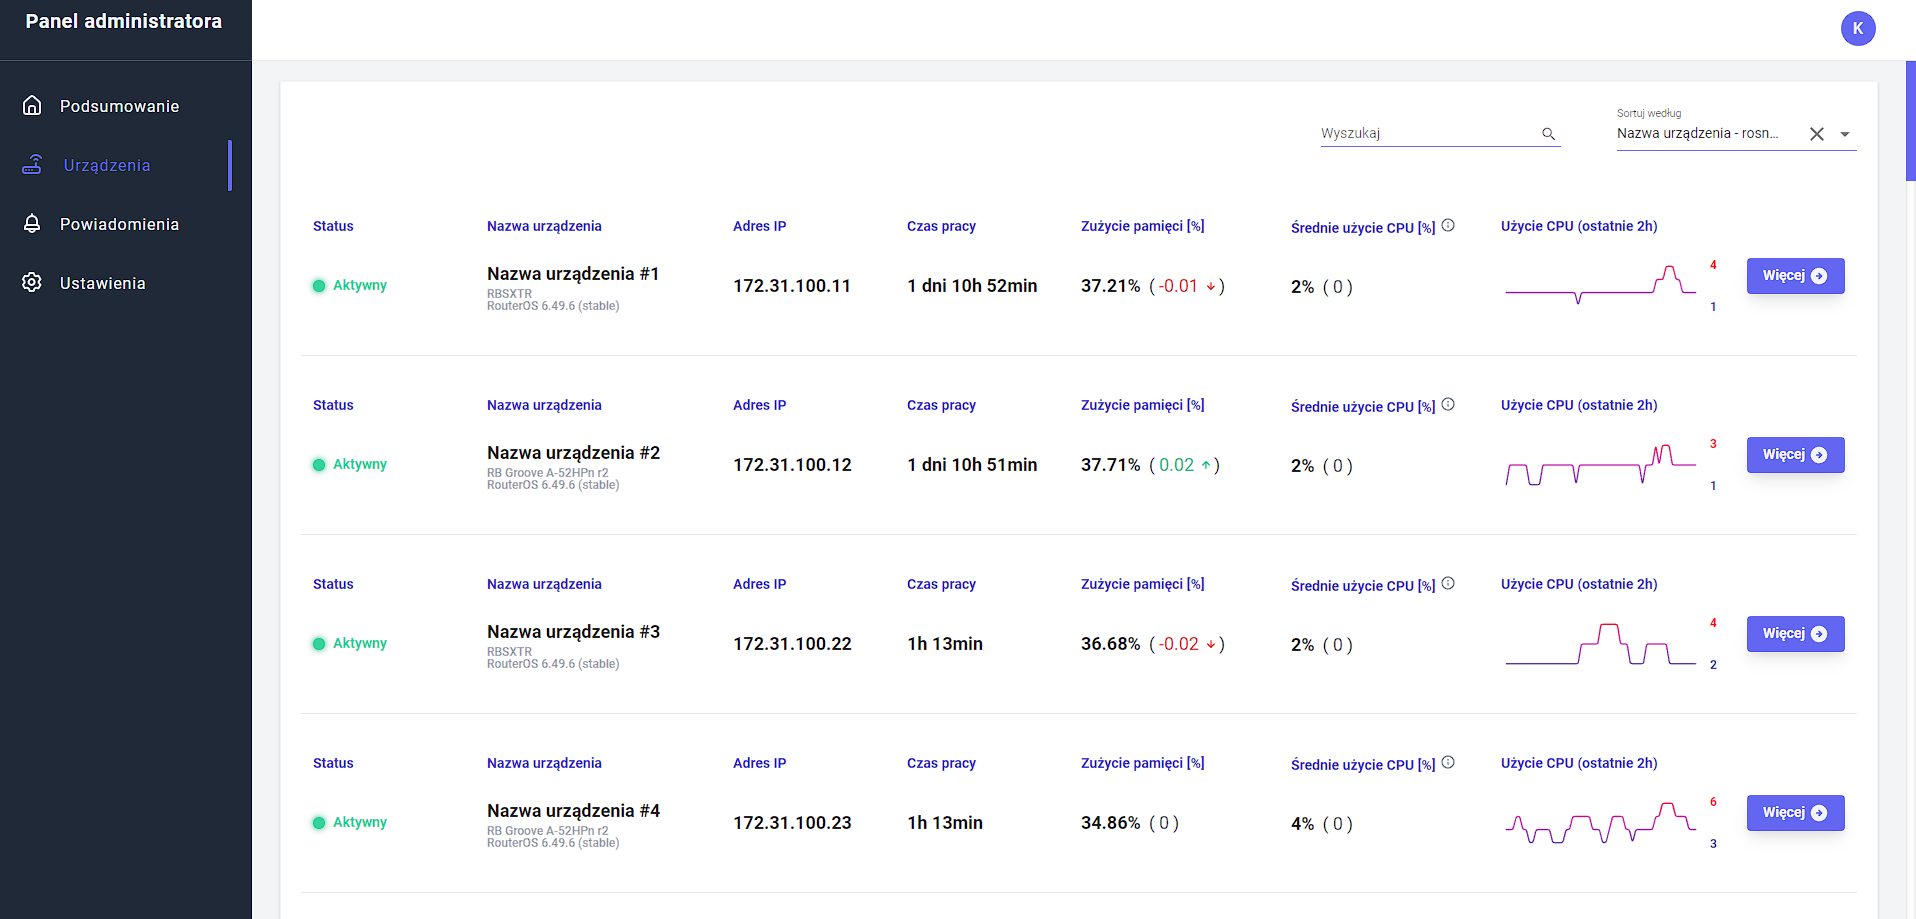 Panel administratora
K
Podsumowanie
Urządzenia
Powiadomienia
Ustawienia
Sortuj według
Wyszukaj
Nazwa urządzenia - rosn...
Status Nazwa urządzenia Adres IP Czas pracy Zużycie pamięci [%] Średnie użycie CPU [%] Użycie CPU (ostatnie 2h)
Aktywny Nazwa urządzenia #1 172.31.100.11 1 dni 10h 52min 37.21% ( -0.01 ↓ ) 2% ( 0 ) 4 Więcej
RBSXTR
RouterOS 6.49.6 (stable) 1
Status Nazwa urządzenia Adres IP Czas pracy Zużycie pamięci [%] Średnie użycie CPU [%] Użycie CPU (ostatnie 2h)
Aktywny Nazwa urządzenia #2 172.31.100.12 1 dni 10h 51min 37.71% ( 0.02 ↑ ) 2% ( 0 ) 3 Więcej
RB Groove A-52HPn r2
RouterOS 6.49.6 (stable) 1
Status Nazwa urządzenia Adres IP Czas pracy Zużycie pamięci [%] Średnie użycie CPU [%] Użycie CPU (ostatnie 2h)
Aktywny Nazwa urządzenia #3 172.31.100.22 1h 13min 36.68% ( -0.02 ↓ ) 2% ( 0 ) 4 Więcej
RBSXTR
RouterOS 6.49.6 (stable) 2
Status Nazwa urządzenia Adres IP Czas pracy Zużycie pamięci [%] Średnie użycie CPU [%] Użycie CPU (ostatnie 2h)
Aktywny Nazwa urządzenia #4 172.31.100.23 1h 13min 34.86% ( 0 ) 4% ( 0 ) 6 Więcej
RB Groove A-52HPn r2
RouterOS 6.49.6 (stable) 3